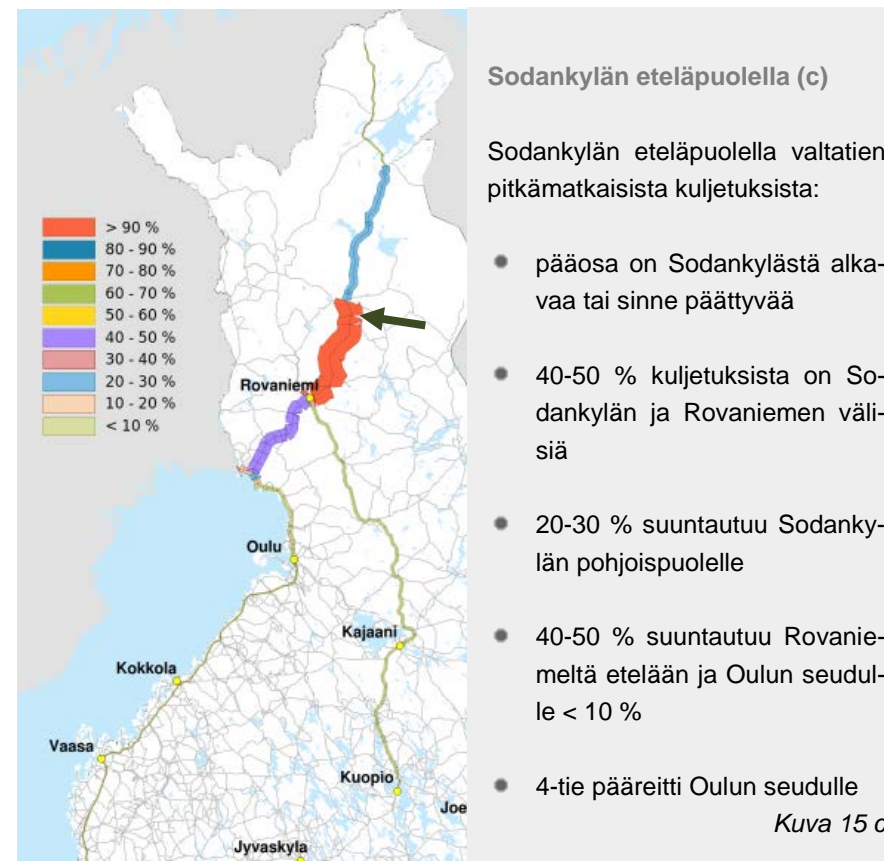 > 90 %
80 - 90 %
70 - 80 %
60 - 70 %
50 - 60 %
40 - 50 %
30 - 40 %
20 - 30 %
10 - 20 %
< 10 %
Rovaniemi
Oulu
Kajaani
Kokkola
Vaasa
Kuopio
Joe
Jyvaskyla
Sodankylän eteläpuolella (c)
Sodankylän eteläpuolella valtatien
pitkämatkaisista kuljetuksista:
pääosa on Sodankylästä alka-
vaa tai sinne päättyvää
40-50 % kuljetuksista on So-
dankylän ja Rovaniemen väli-
siä
20-30 % suuntautuu Sodanky-
län pohjoispuolelle
40-50 % suuntautuu Rovanie-
meltä etelään ja Oulun seudul-
le < 10 %
4-tie pääreitti Oulun seudulle
Kuva 15 c